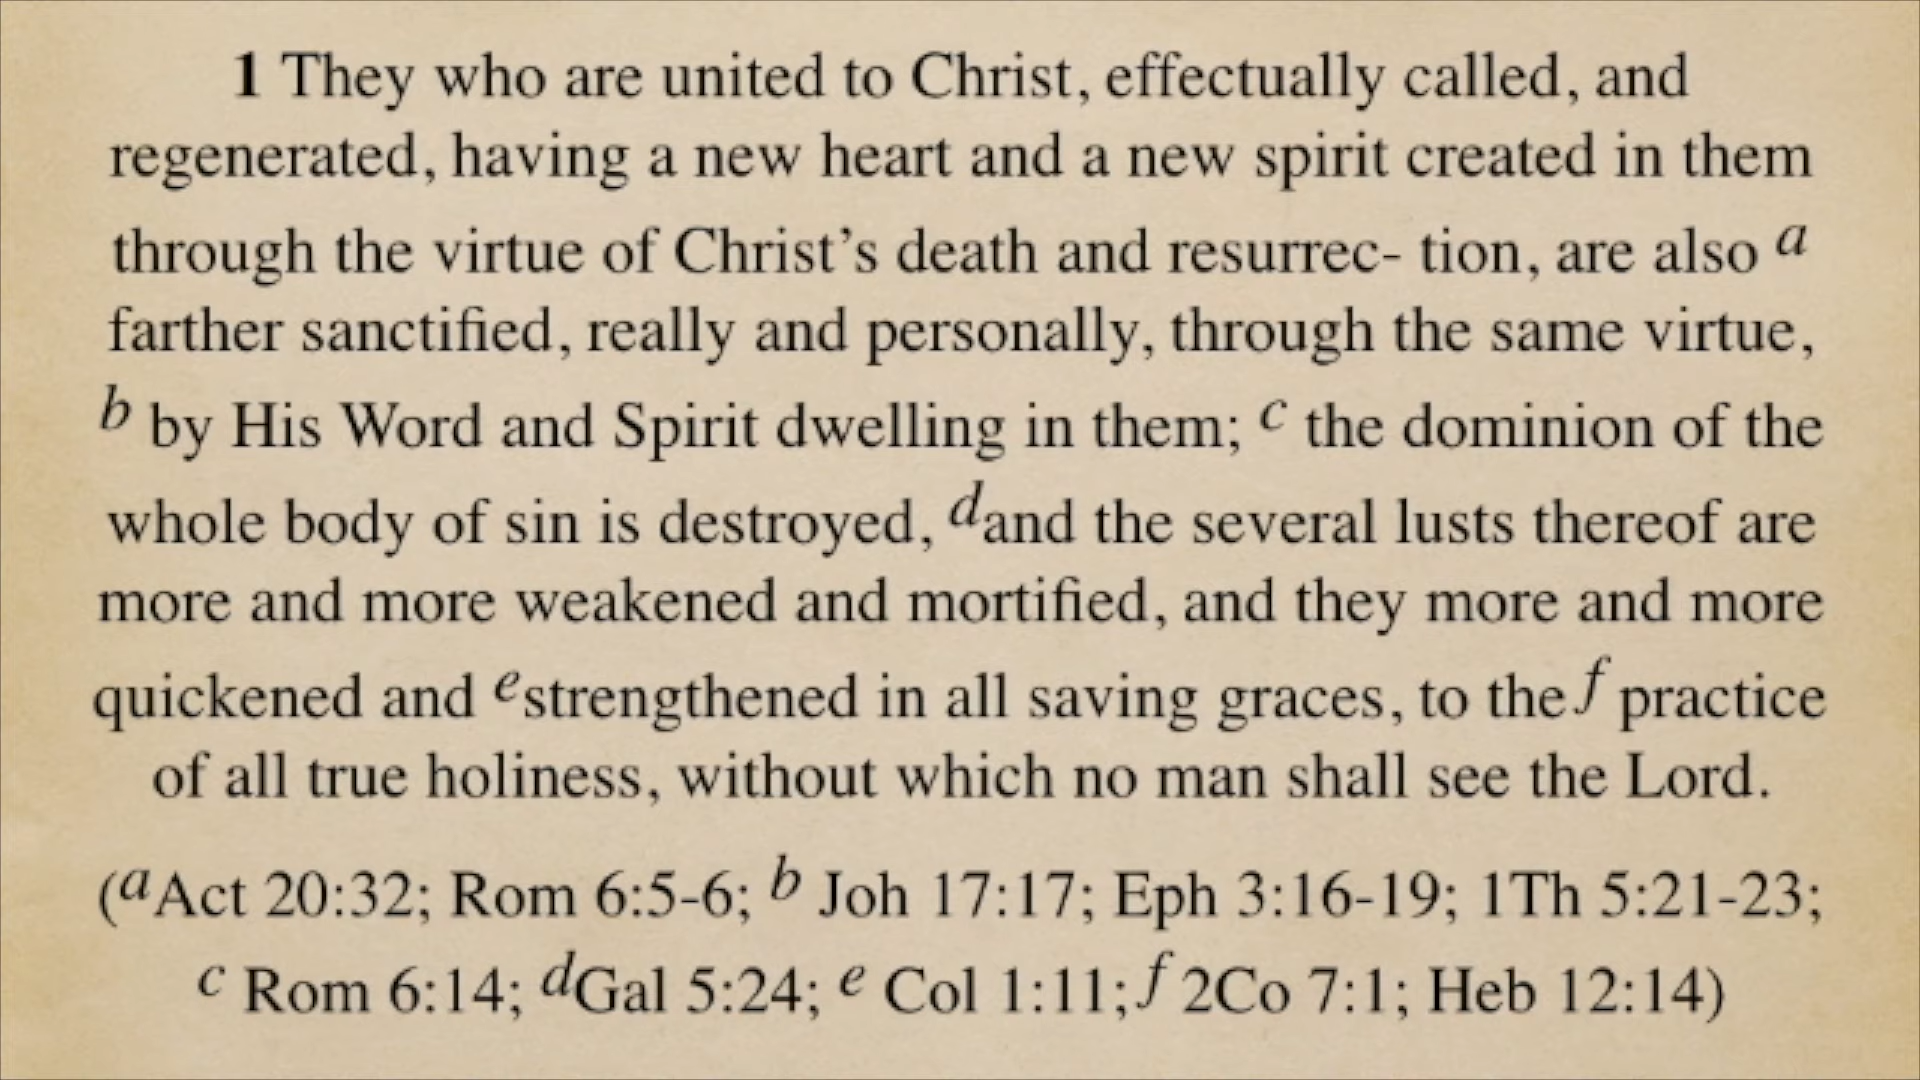 1 They who are united to Christ, effectually called, and
regenerated, having a new heart and a new spirit created in them
through the virtue of Christ’s death and resurrec- tion, are also a
farther sanctified, really and personally, through the same virtue,
b by His Word and Spirit dwelling in them; c the dominion of the
whole body of sin is destroyed, dand the several lusts thereof are
more and more weakened and mortified, and they more and more
quickened and estrengthened in all saving graces, to the f practice
of all true holiness, without which no man shall see the Lord.
(aAct 20:32; Rom 6:5-6; b Joh 17:17; Eph 3:16-19; 1Th 5:21-23;
c Rom 6:14; dGal 5:24; e Col 1:11; f 2Co 7:1; Heb 12:14)